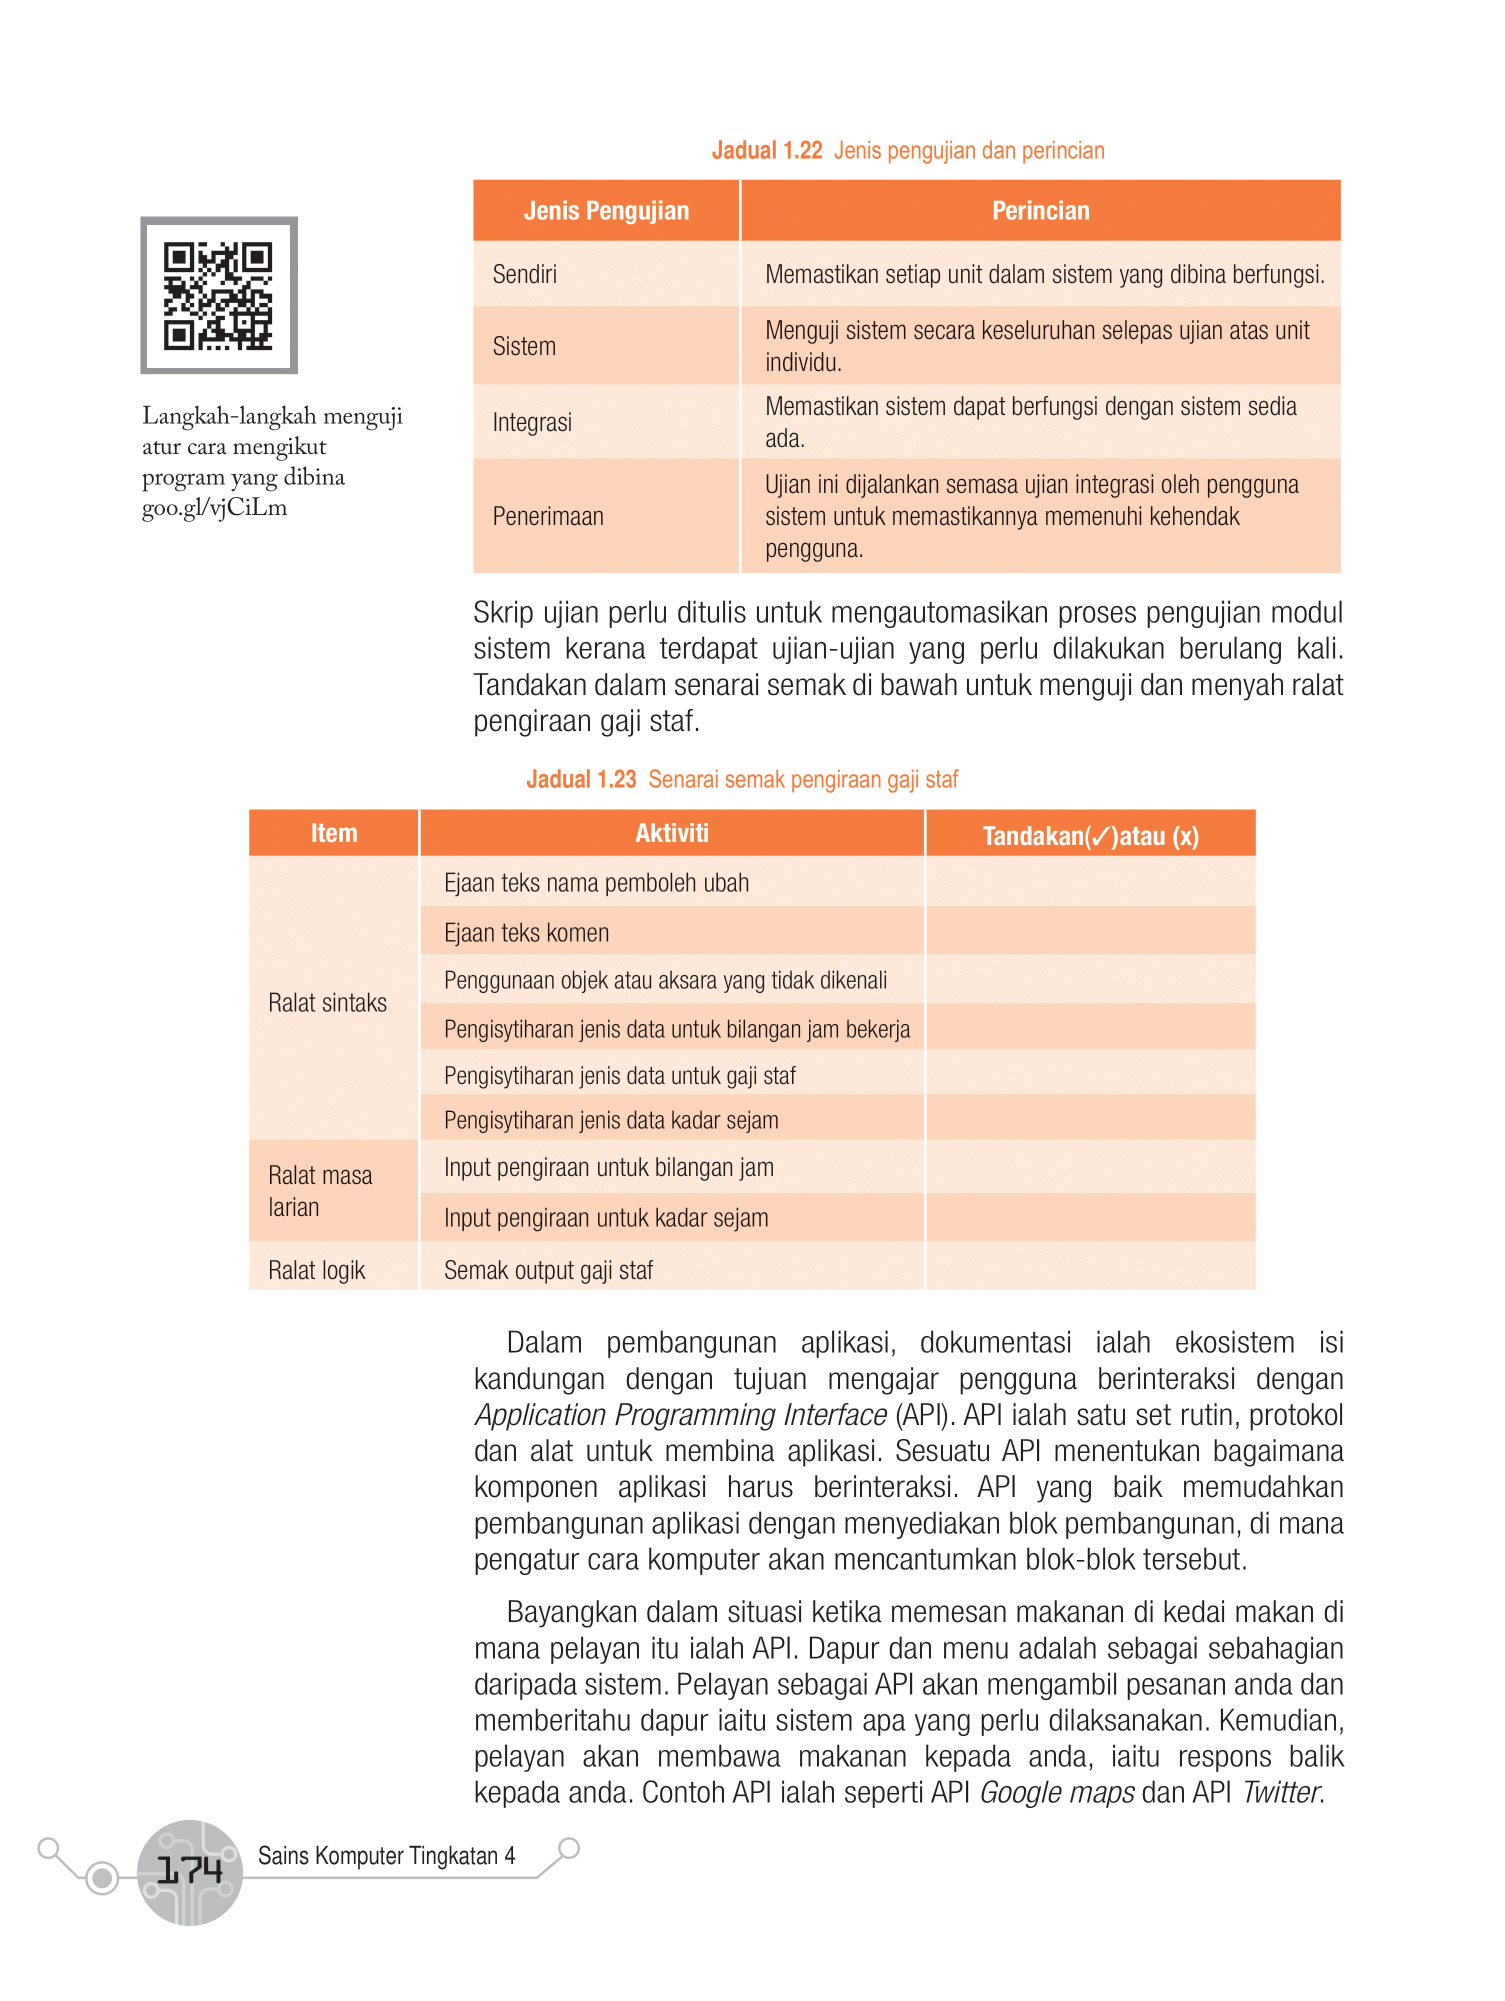 Jadual 1.22 Jenis pengujian dan perincian
Jenis Pengujian Perincian
Sendiri Memastikan setiap unit dalam sistem yang dibina berfungsi.
Sistem Menguji sistem secara keseluruhan selepas ujian atas unit
individu.
Integrasi Memastikan sistem dapat berfungsi dengan sistem sedia
ada.
Penerimaan Ujian ini dijalankan semasa ujian integrasi oleh pengguna
sistem untuk memastikannya memenuhi kehendak
pengguna.
Langkah-langkah menguji
atur cara mengikut
program yang dibina
goo.gl/vjCiLm
Skrip ujian perlu ditulis untuk mengautomasikan proses pengujian modul
sistem kerana terdapat ujian-ujian yang perlu dilakukan berulang kali.
Tandakan dalam senarai semak di bawah untuk menguji dan menyah ralat
pengiraan gaji staf.
Jadual 1.23 Senarai semak pengiraan gaji staf
Item Aktiviti Tandakan(✓)atau (x)
Ralat sintaks
Ejaan teks nama pemboleh ubah
Ejaan teks komen
Penggunaan objek atau aksara yang tidak dikenali
Pengisytiharan jenis data untuk bilangan jam bekerja
Pengisytiharan jenis data untuk gaji staf
Pengisytiharan jenis data kadar sejam
Ralat masa
larian
Input pengiraan untuk bilangan jam
Input pengiraan untuk kadar sejam
Ralat logik Semak output gaji staf
Dalam pembangunan aplikasi, dokumentasi ialah ekosistem isi
kandungan dengan tujuan mengajar pengguna berinteraksi dengan
Application Programming Interface (API). API ialah satu set rutin, protokol
dan alat untuk membina aplikasi. Sesuatu API menentukan bagaimana
komponen aplikasi harus berinteraksi. API yang baik memudahkan
pembangunan aplikasi dengan menyediakan blok pembangunan, di mana
pengatur cara komputer akan mencantumkan blok-blok tersebut.
Bayangkan dalam situasi ketika memesan makanan di kedai makan di
mana pelayan itu ialah API. Dapur dan menu adalah sebagai sebahagian
daripada sistem. Pelayan sebagai API akan mengambil pesanan anda dan
memberitahu dapur iaitu sistem apa yang perlu dilaksanakan. Kemudian,
pelayan akan membawa makanan kepada anda, iaitu respons balik
kepada anda. Contoh API ialah seperti API Google maps dan API Twitter.
174 Sains Komputer Tingkatan 4